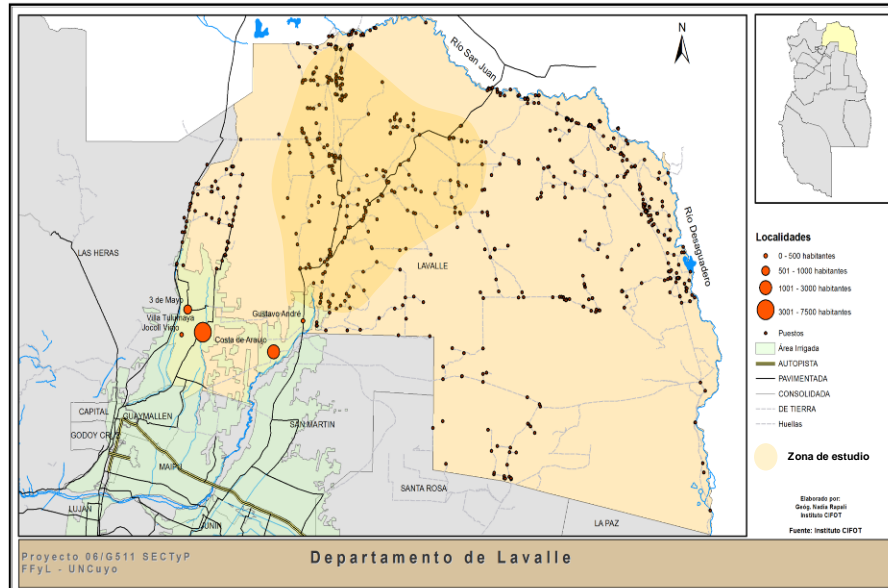 N
Río San Juan
Río Desaguadero
LAS HERAS
LAVALLE
3 de Mayo
Villa Tulumaya
Jocolí Viejo
Gustavo André
Costa de Araujo
CAPITAL
GUAYMALLEN
GODOY CR
SAN MARTIN
MAIPU
LUJAN
JUNIN
SANTA ROSA
LA PAZ
Localidades
0 - 500 habitantes
501 - 1000 habitantes
1001 - 3000 habitantes
3001 - 7500 habitantes
Puestos
Área Irrigada
AUTOPISTA
PAVIMENTADA
CONSOLIDADA
DE TIERRA
Huellas
Zona de estudio
Elaborado por:
Geóg. Nadia Rapali
Instituto CIFOT
Fuente: Instituto CIFOT
Proyecto 06/G511 SECTyP
FFyL - UNCuyo
Departamento de Lavalle